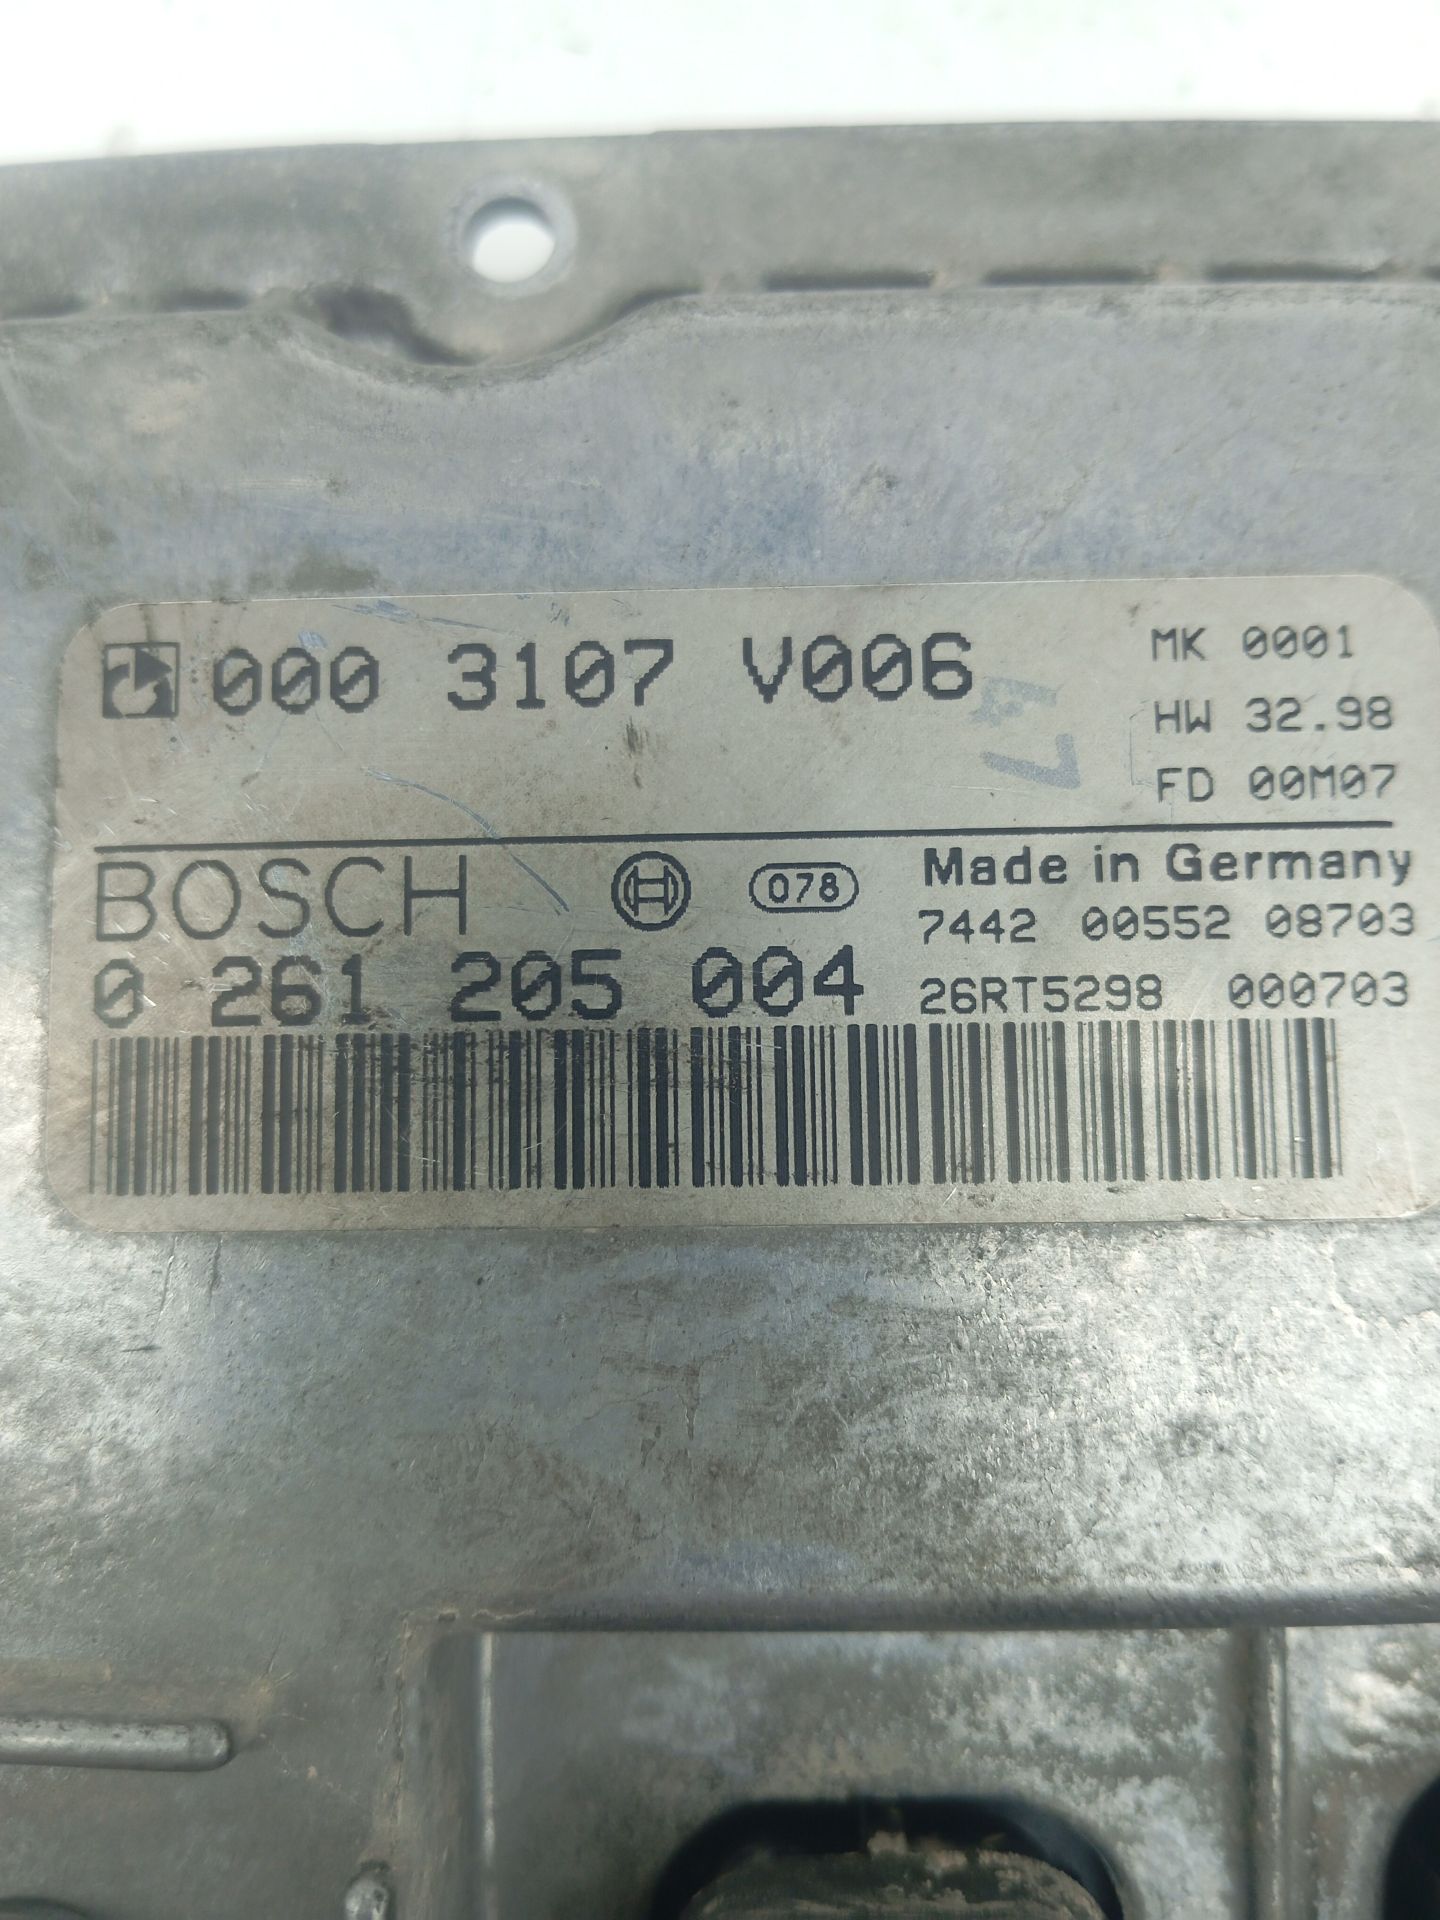 000 3107 V006
MK 0001
HW 32.98
FD 00M07
BOSCH 078 Made in Germany
7442 00552 08703
0 261 205 004
26RT5298 000703